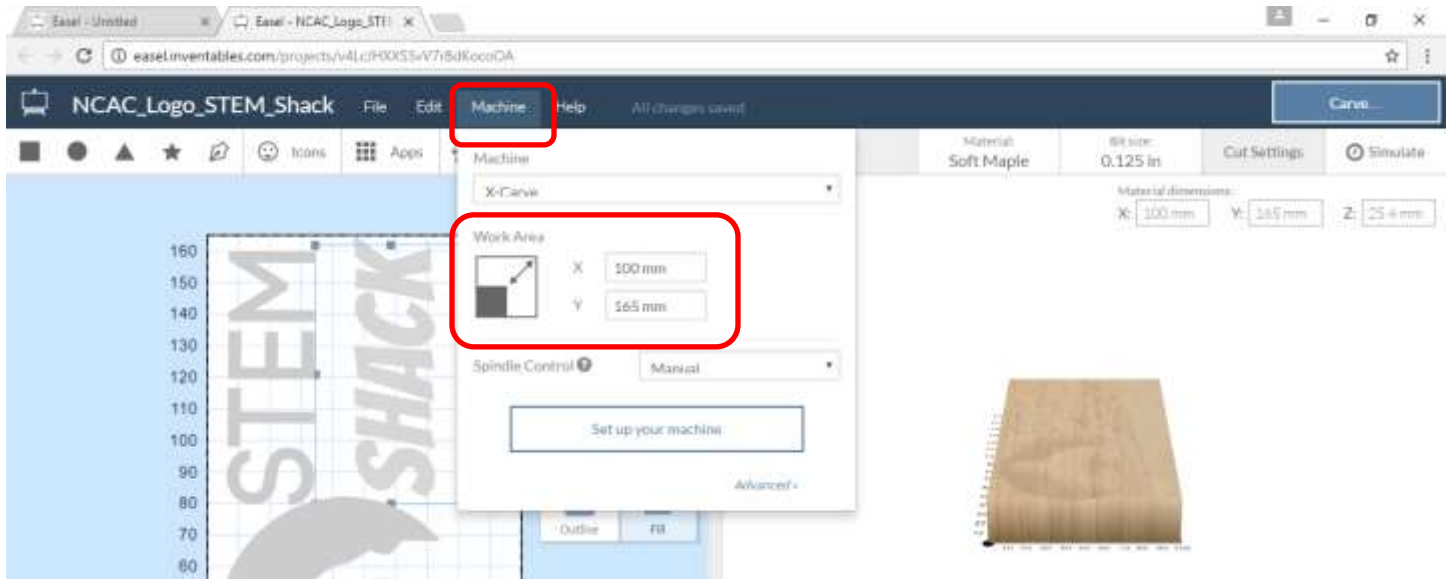 Easel - Untitled
Easel - NCAC_Logo_STE
easel.inventables.com/projects/
NCAC_Logo_STEM_Shack File Edit Machine Help All changes saved Carve...
Icons Apps
Material: Soft Maple
Bit size: 0.125 in
Cut Settings
Simulate
Material dimensions:
X: 100 mm Y: 165 mm Z: 25.4 mm
Machine
X-Carve
Work Area
X 100 mm
Y 165 mm
Spindle Control
Manual
Set up your machine
Advanced
Outline Fill
160
150
140
130
120
110
100
90
80
70
60
STEM
SHACK